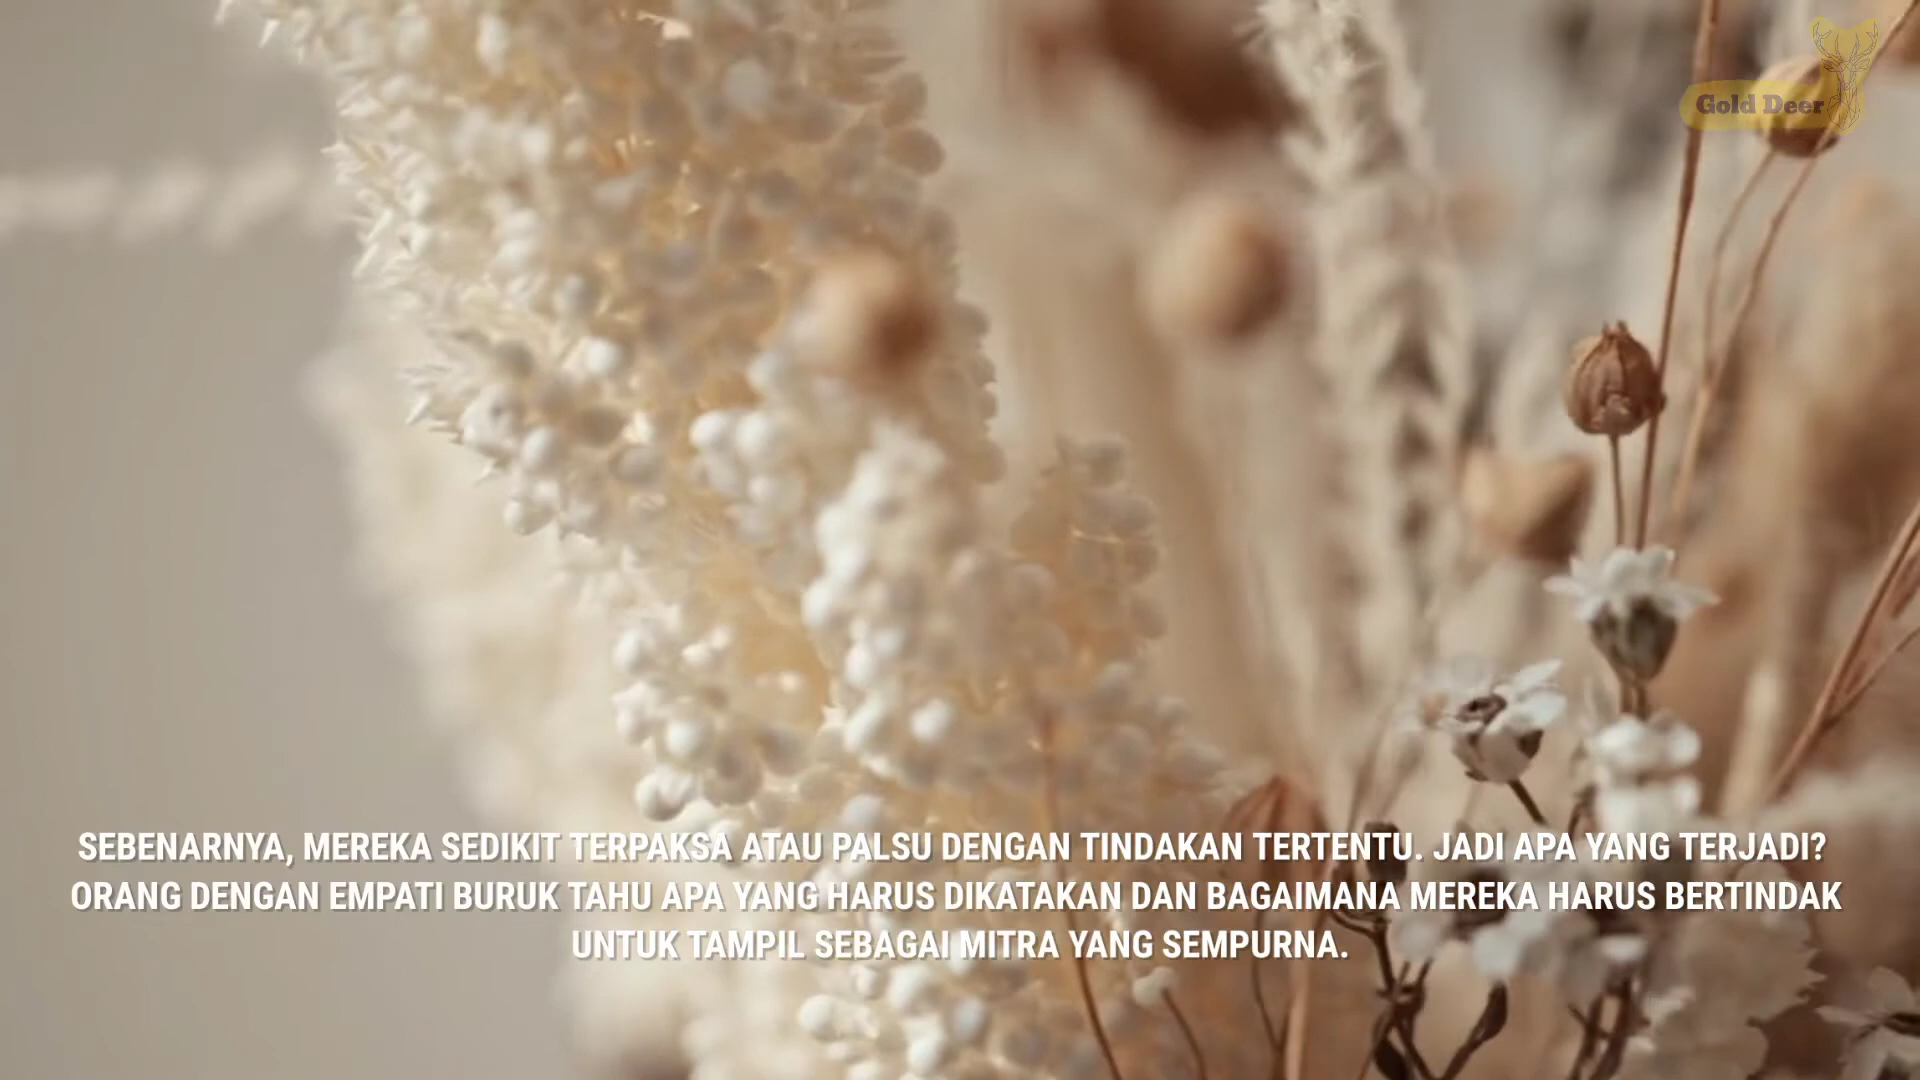 Gold Deer
SEBENARNYA, MEREKA SEDIKIT TERPAKSA ATAU PALSU DENGAN TINDAKAN TERTENTU. JADI APA YANG TERJADI?
ORANG DENGAN EMPATI BURUK TAHU APA YANG HARUS DIKATAKAN DAN BAGAIMANA MEREKA HARUS BERTINDAK
UNTUK TAMPIL SEBAGAI MITRA YANG SEMPURNA.